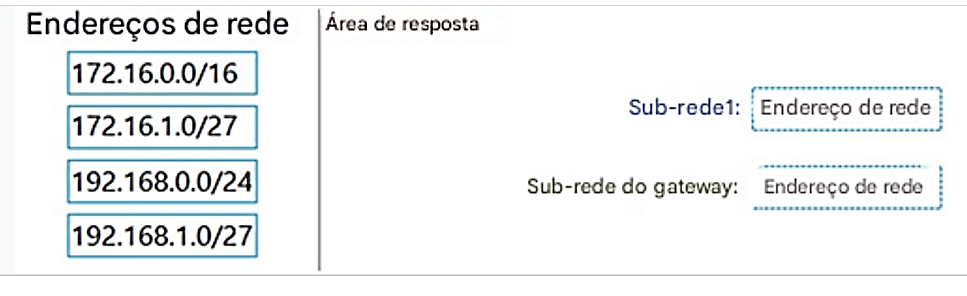 Endereços de rede
172.16.0.0/16
172.16.1.0/27
192.168.0.0/24
192.168.1.0/27
Área de resposta
Sub-rede1: Endereço de rede
Sub-rede do gateway: Endereço de rede